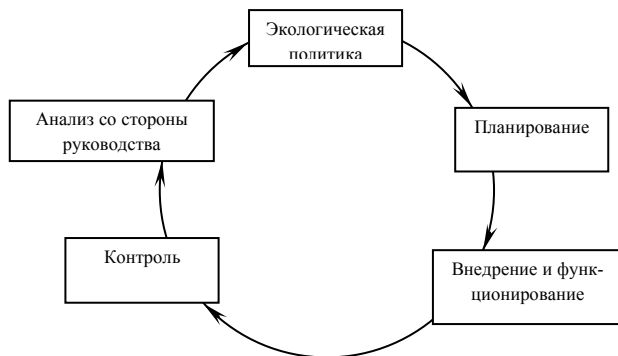 Экологическая
политика
Планирование
Внедрение и функ-
ционирование
Контроль
Анализ со стороны
руководства